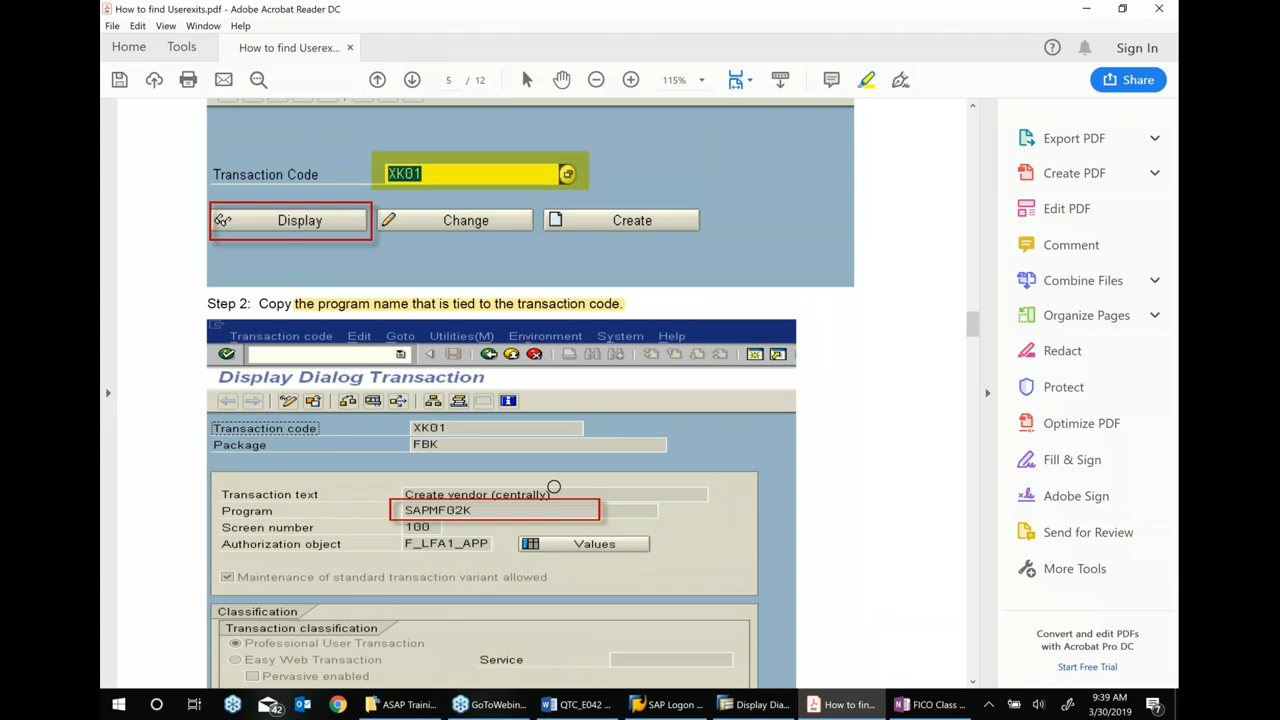 How to find Userexits.pdf - Adobe Acrobat Reader DC
File Edit View Window Help
Home Tools How to find Userex... × Sign In
5 / 12 115% Share
Transaction Code XK01
Display Change Create
Step 2: Copy the program name that is tied to the transaction code.
Transaction code Edit Goto Utilities(M) Environment System Help
Display Dialog Transaction
Transaction code XK01
Package FBK
Transaction text Create vendor (centrally)
Program SAPMF02K
Screen number 100
Authorization object F_LFA1_APP Values
Maintenance of standard transaction variant allowed
Classification
Transaction classification
Professional User Transaction
Easy Web Transaction Service
Pervasive enabled
Export PDF
Create PDF
Edit PDF
Comment
Combine Files
Organize Pages
Redact
Protect
Optimize PDF
Fill & Sign
Adobe Sign
Send for Review
More Tools
Convert and edit PDFs
with Acrobat Pro DC
Start Free Trial
42 ASAP Traini... GoToWebin... QTC_E042 ... SAP Logon ... Display Dia... How to fin... FICO Class ... 9:39 AM
3/30/2019 7